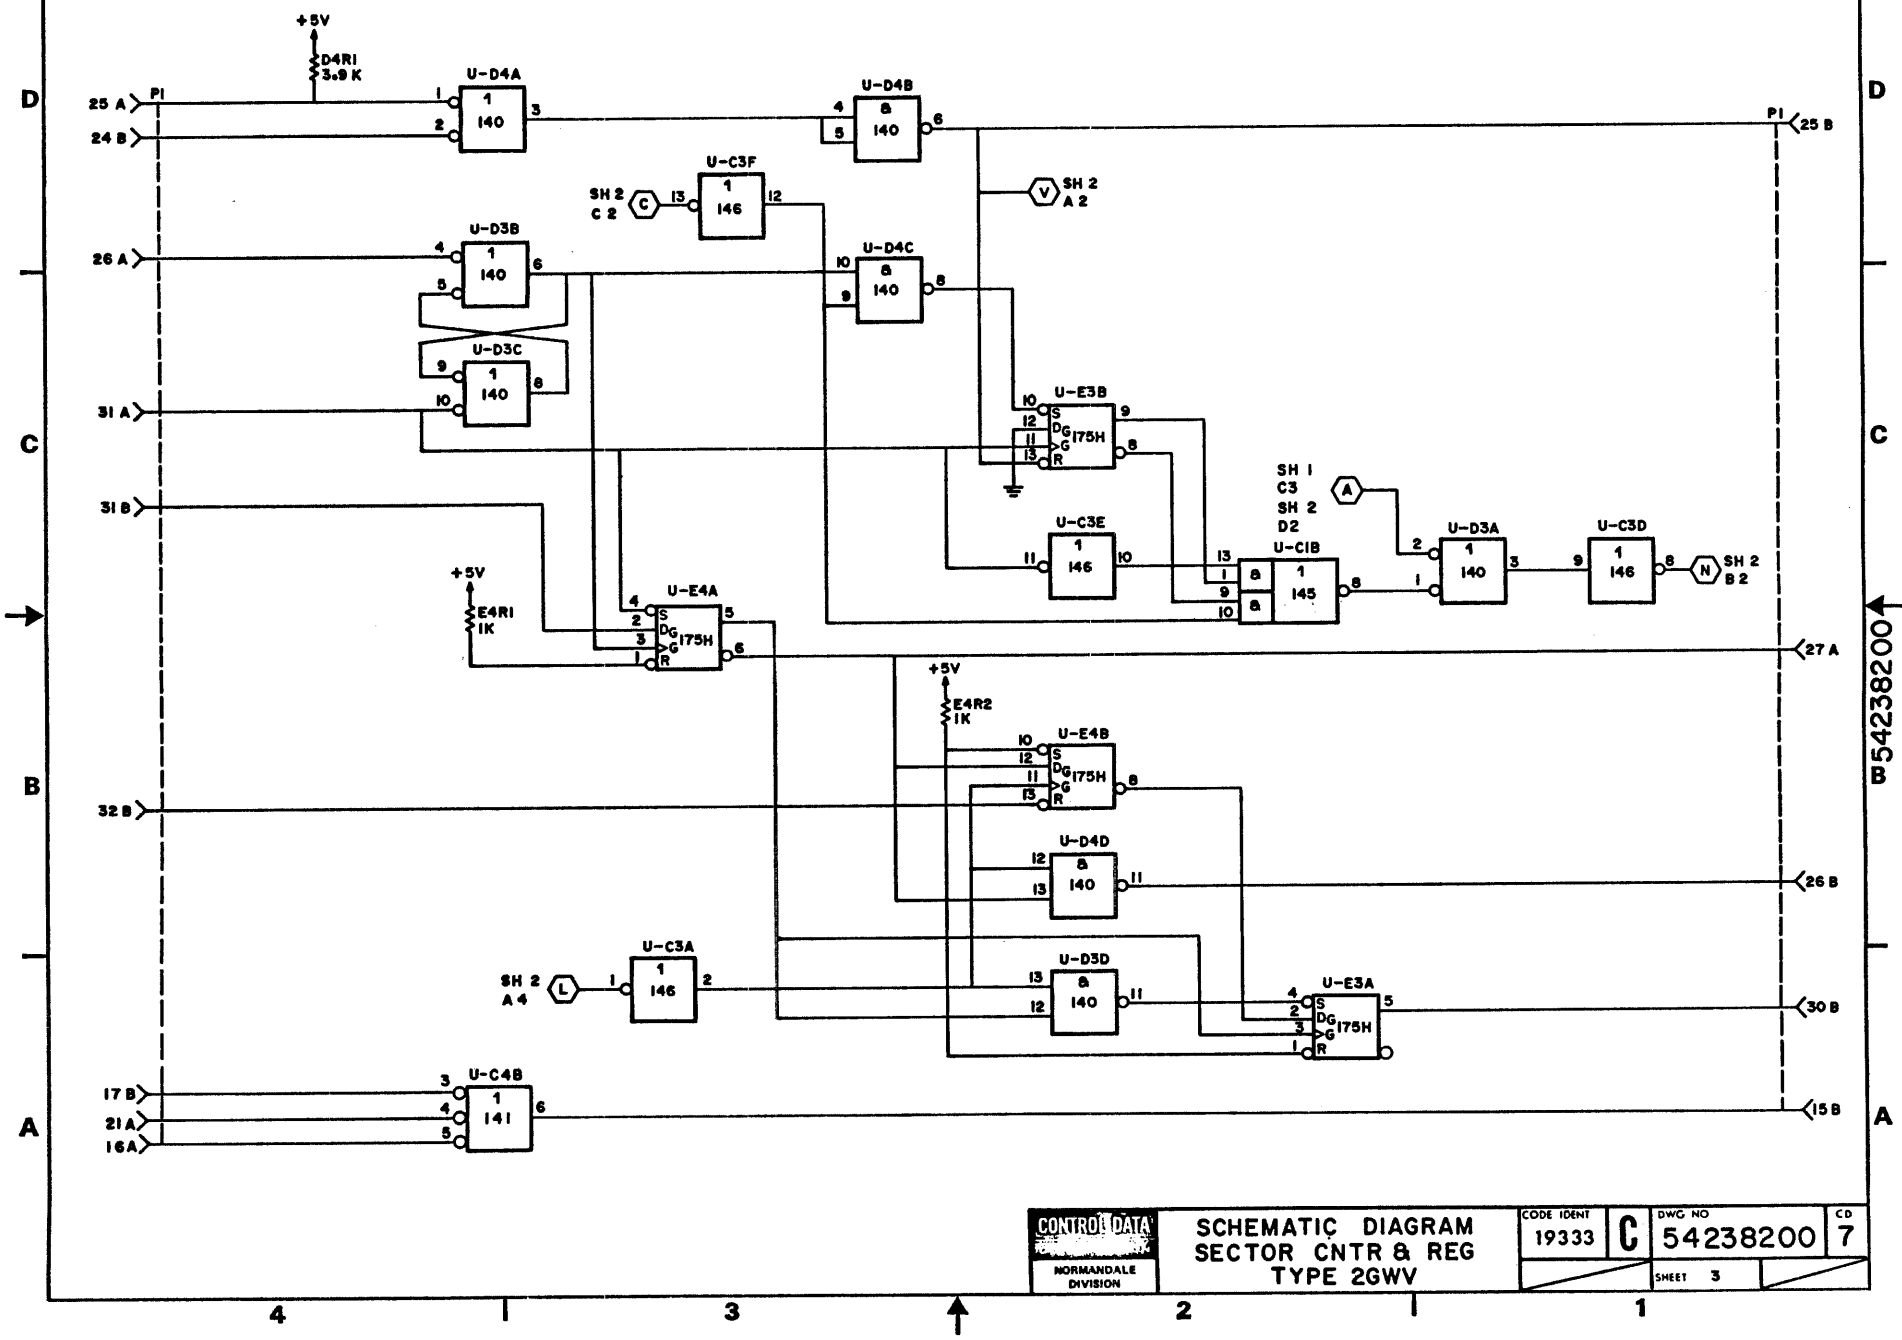 +5V
D4R1
3.9 K
D
25 A
P1
1
24 B
2
U-D4A
1
140
3
U-D4B
4
5
&
140
6
P1
25 B
D
U-C3F
SH 2
C 2
C
13
1
146
12
V
SH 2
A 2
26 A
U-D3B
4
5
1
140
6
U-D4C
10
9
&
140
8
U-D3C
9
10
1
140
8
31 A
C
U-E3B
10
12
11
13
S
DG
G
R
175H
9
8
C
31 B
U-C3E
11
1
146
10
SH 1
C3
SH 2
D2
A
U-C1B
13
1
9
10
&
&
1
145
8
U-D3A
2
1
1
140
3
U-C3D
9
1
146
8
N
SH 2
B 2
+5V
E4R1
1K
U-E4A
4
2
3
1
S
DG
G
R
175H
5
6
27 A
54238200
+5V
E4R2
1K
U-E4B
10
12
11
13
S
DG
G
R
175H
8
B
B
32 B
U-D4D
12
13
&
140
11
26 B
U-C3A
SH 2
A 4
L
1
1
146
2
U-D3D
13
12
&
140
11
U-E3A
4
2
3
1
S
DG
G
R
175H
5
30 B
17 B
21 A
16 A
U-C4B
3
4
5
1
141
6
15 B
A
A
CONTROL DATA
NORMANDALE
DIVISION
SCHEMATIC DIAGRAM
SECTOR CNTR & REG
TYPE 2GWV
CODE IDENT
19333
C
DWG NO
54238200
CD
7
SHEET 3
4
3
2
1